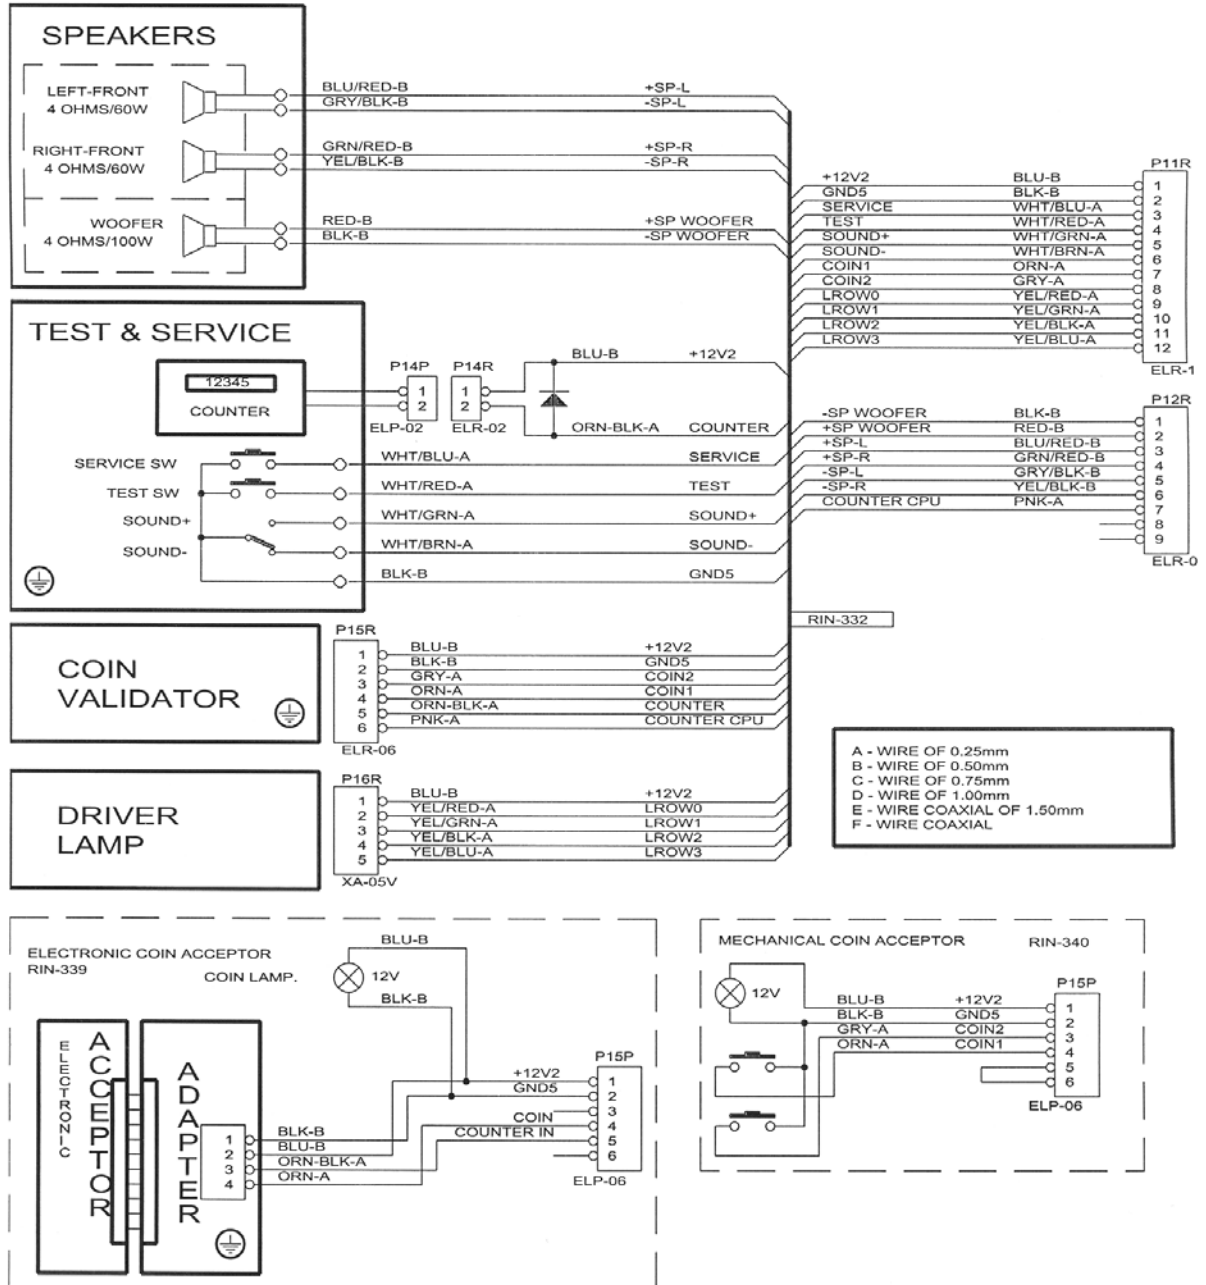 SPEAKERS
LEFT-FRONT
4 OHMS/60W
BLU/RED-B +SP-L
GRY/BLK-B -SP-L
RIGHT-FRONT
4 OHMS/60W
GRN/RED-B +SP-R
YEL/BLK-B -SP-R
WOOFER
4 OHMS/100W
RED-B +SP WOOFER
BLK-B -SP WOOFER
P11R
+12V2 BLU-B 1
GND5 BLK-B 2
SERVICE WHT/BLU-A 3
TEST WHT/RED-A 4
SOUND+ WHT/GRN-A 5
SOUND- WHT/BRN-A 6
COIN1 ORN-A 7
COIN2 GRY-A 8
LROW0 YEL/RED-A 9
LROW1 YEL/GRN-A 10
LROW2 YEL/BLK-A 11
LROW3 YEL/BLU-A 12
ELR-1
TEST & SERVICE
12345
COUNTER
P14P
1
2
ELP-02
P14R
1
2
ELR-02
BLU-B +12V2
ORN-BLK-A COUNTER
SERVICE SW WHT/BLU-A SERVICE
TEST SW WHT/RED-A TEST
SOUND+ WHT/GRN-A SOUND+
SOUND- WHT/BRN-A SOUND-
BLK-B GND5
P12R
-SP WOOFER BLK-B 1
+SP WOOFER RED-B 2
+SP-L BLU/RED-B 3
+SP-R GRN/RED-B 4
-SP-L GRY/BLK-B 5
-SP-R YEL/BLK-B 6
COUNTER CPU PNK-A 7
8
9
ELR-0
RIN-332
COIN
VALIDATOR
P15R
1 BLU-B +12V2
2 BLK-B GND5
3 GRY-A COIN2
4 ORN-A COIN1
5 ORN-BLK-A COUNTER
6 PNK-A COUNTER CPU
ELR-06
DRIVER
LAMP
P16R
1 BLU-B +12V2
2 YEL/RED-A LROW0
3 YEL/GRN-A LROW1
4 YEL/BLK-A LROW2
5 YEL/BLU-A LROW3
XA-05V
A - WIRE OF 0.25mm
B - WIRE OF 0.50mm
C - WIRE OF 0.75mm
D - WIRE OF 1.00mm
E - WIRE COAXIAL OF 1.50mm
F - WIRE COAXIAL
ELECTRONIC COIN ACCEPTOR
RIN-339
COIN LAMP.
BLU-B
12V
BLK-B
ELECTRONIC
ACCEPTOR
ADAPTER
1 BLK-B
2 BLU-B
3 ORN-BLK-A
4 ORN-A
P15P
+12V2 1
GND5 2
3
COIN 4
COUNTER IN 5
6
ELP-06
MECHANICAL COIN ACCEPTOR
RIN-340
12V
P15P
BLU-B +12V2 1
BLK-B GND5 2
GRY-A COIN2 3
ORN-A COIN1 4
5
6
ELP-06